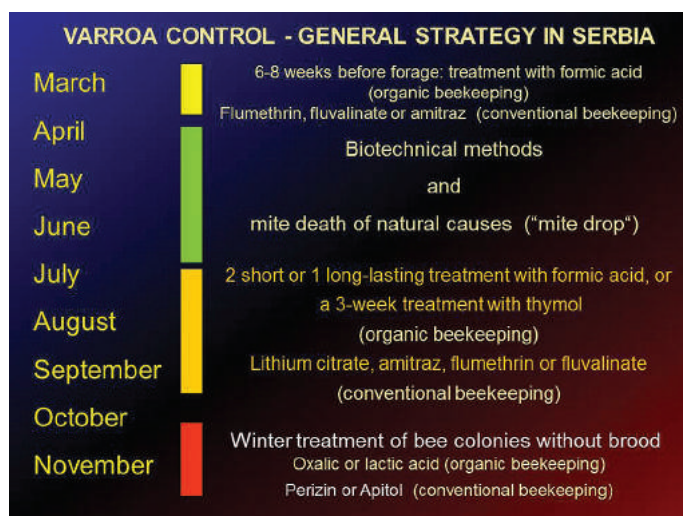 VARROA CONTROL - GENERAL STRATEGY IN SERBIA
March
6-8 weeks before forage: treatment with formic acid
(organic beekeeping)
Flumethrin, fluvalinate or amitraz (conventional beekeeping)
April
May
June
Biotechnical methods
and
mite death of natural causes ("mite drop“)
July
August
September
2 short or 1 long-lasting treatment with formic acid, or
a 3-week treatment with thymol
(organic beekeeping)
Lithium citrate, amitraz, flumethrin or fluvalinate
(conventional beekeeping)
October
November
Winter treatment of bee colonies without brood
Oxalic or lactic acid (organic beekeeping)
Perizin or Apitol (conventional beekeeping)